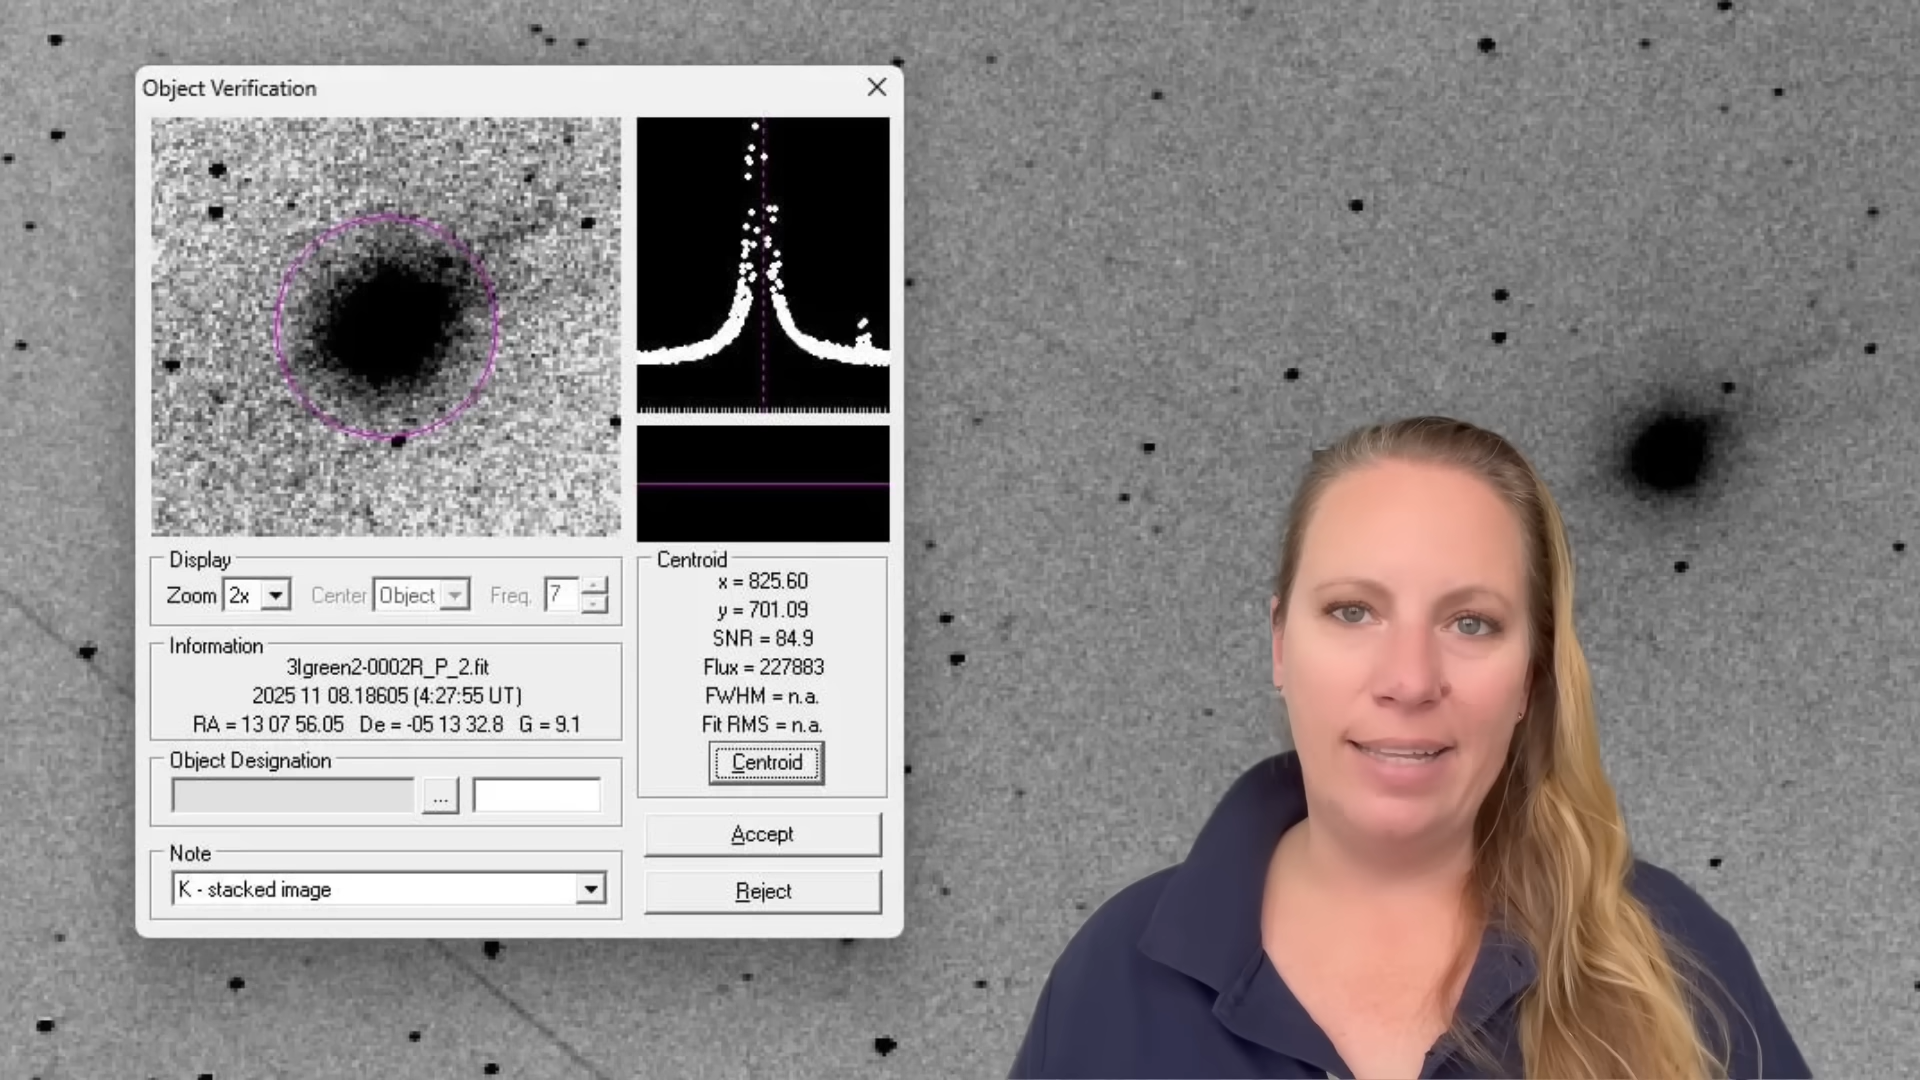 Object Verification
Display
Zoom 2x Center Object Freq. 7
Information
3Igreen2-0002R_P_2.fit
2025 11 08.18605 (4:27:55 UT)
RA = 13 07 56.05 De = -05 13 32.8 G = 9.1
Object Designation
...
Note
K - stacked image
Centroid
x = 825.60
y = 701.09
SNR = 84.9
Flux = 227883
FWHM = n.a.
Fit RMS = n.a.
Centroid
Accept
Reject